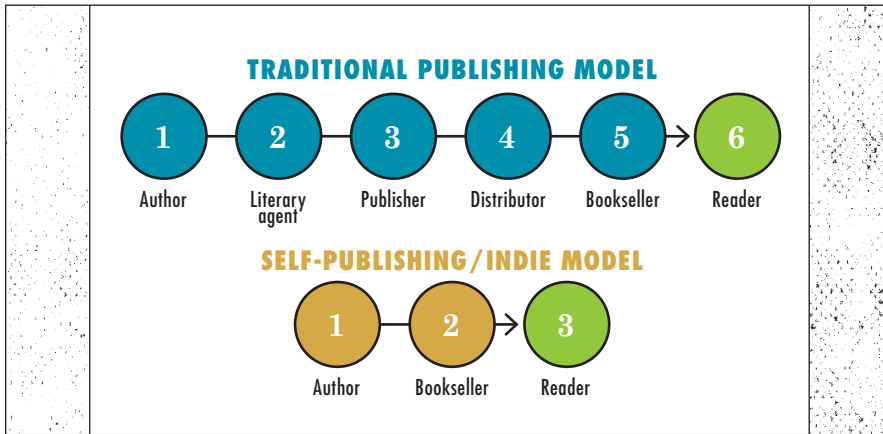 TRADITIONAL PUBLISHING MODEL
1 2 3 4 5 6
Author Literary agent Publisher Distributor Bookseller Reader
SELF-PUBLISHING/INDIE MODEL
1 2 3
Author Bookseller Reader